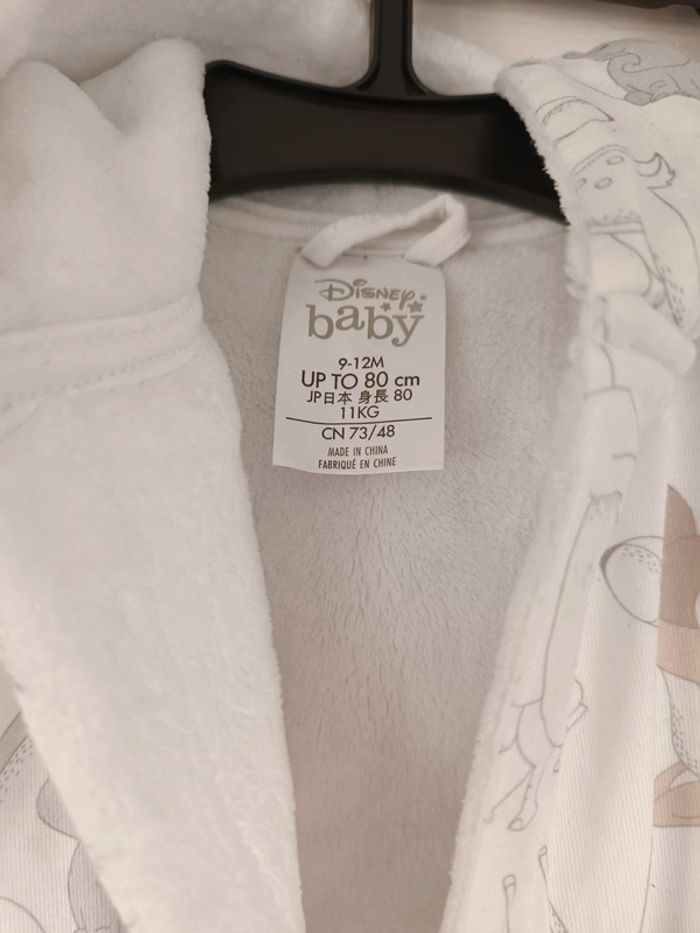 Disney
baby
9-12M
UP TO 80 cm
JP日本 身長 80
11KG
CN 73/48
MADE IN CHINA
FABRIQUÉ EN CHINE